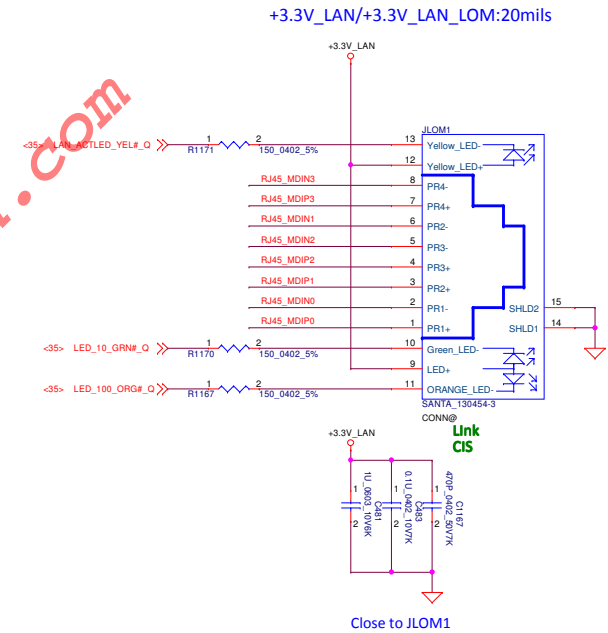 +3.3V_LAN/+3.3V_LAN_LOM:20mils
+3.3V_LAN
.com
JLOM1
<35> LAN_ACTLED_YEL#_Q 1 2 13 Yellow_LED-
R1171 150_0402_5%
12 Yellow_LED+
RJ45_MDIN3 8 PR4-
RJ45_MDIP3 7 PR4+
RJ45_MDIN1 6 PR2-
RJ45_MDIN2 5 PR3-
RJ45_MDIP2 4 PR3+
RJ45_MDIP1 3 PR2+
RJ45_MDIN0 2 PR1- SHLD2 15
RJ45_MDIP0 1 PR1+ SHLD1 14
<35> LED_10_GRN#_Q 1 2 10 Green_LED-
R1170 150_0402_5%
9 LED+
<35> LED_100_ORG#_Q 1 2 11 ORANGE_LED-
R1167 150_0402_5%
SANTA_130454-3
CONN@
Link
CIS
+3.3V_LAN
1 2 C481 1U_0603_10V6K
1 2 C483 0.1U_0402_10V7K
1 2 C1167 470P_0402_50V7K
Close to JLOM1